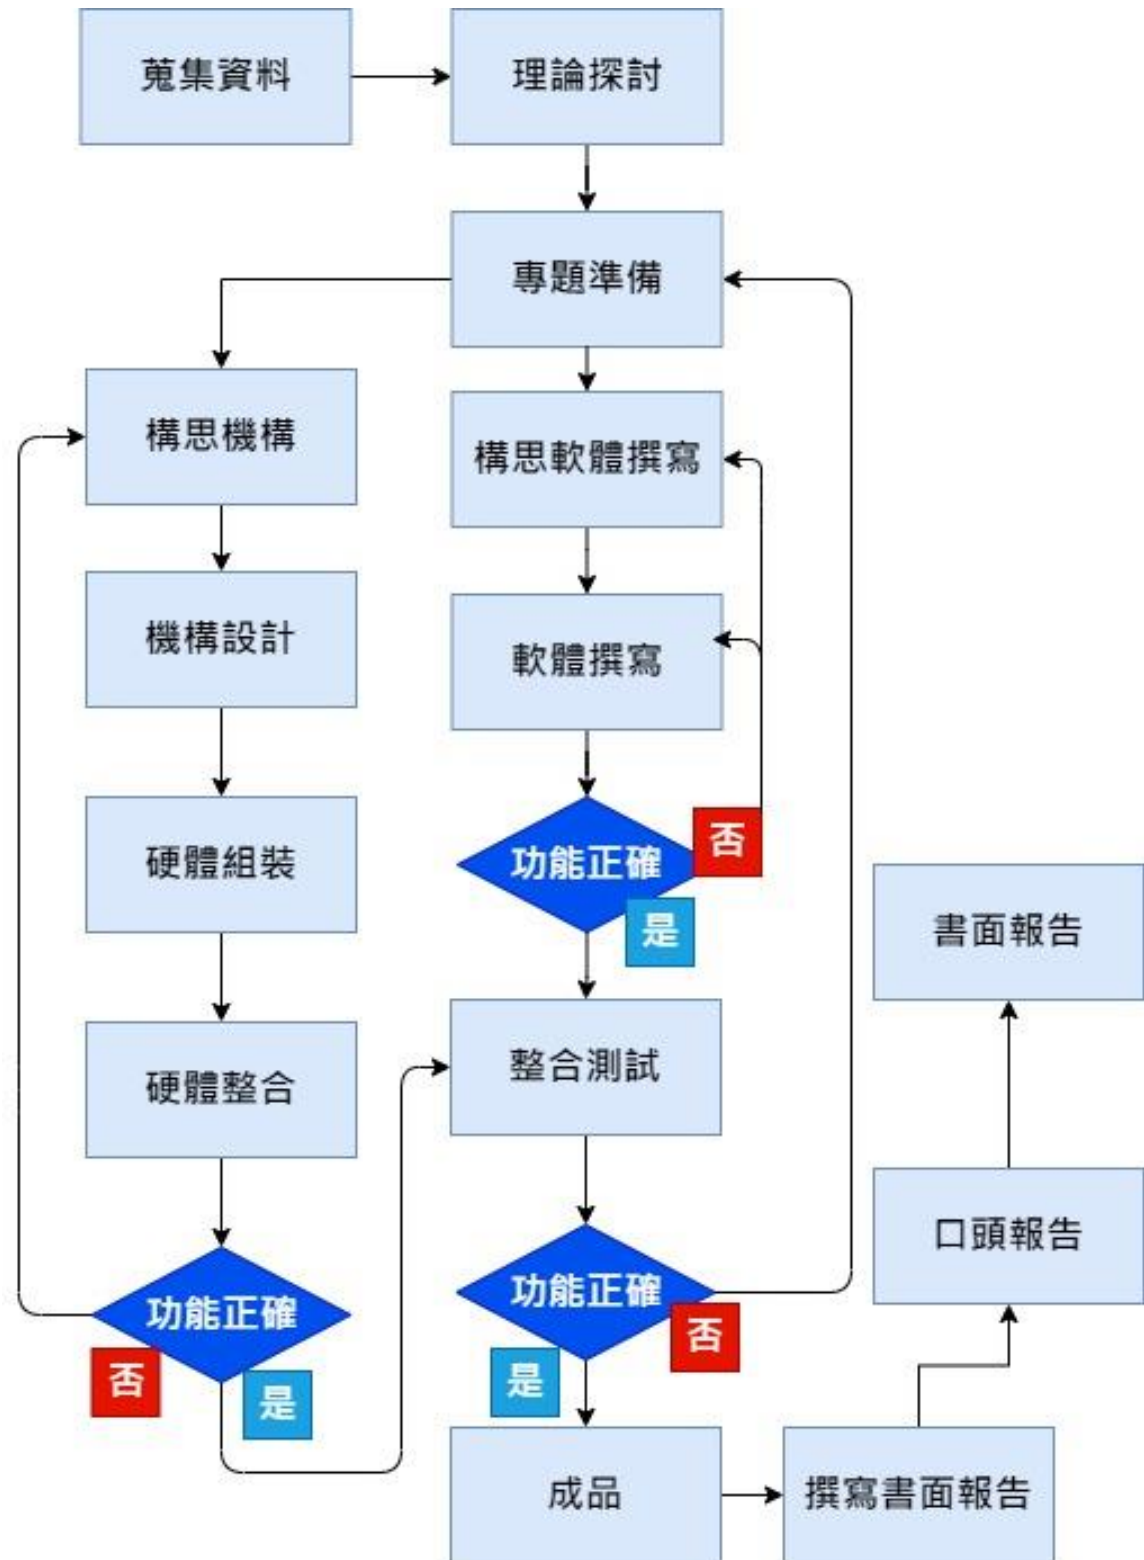 蒐集資料
理論探討
專題準備
構思機構
構思軟體撰寫
機構設計
軟體撰寫
硬體組裝
功能正確
否
是
書面報告
硬體整合
整合測試
口頭報告
功能正確
否
是
功能正確
否
是
成品
撰寫書面報告